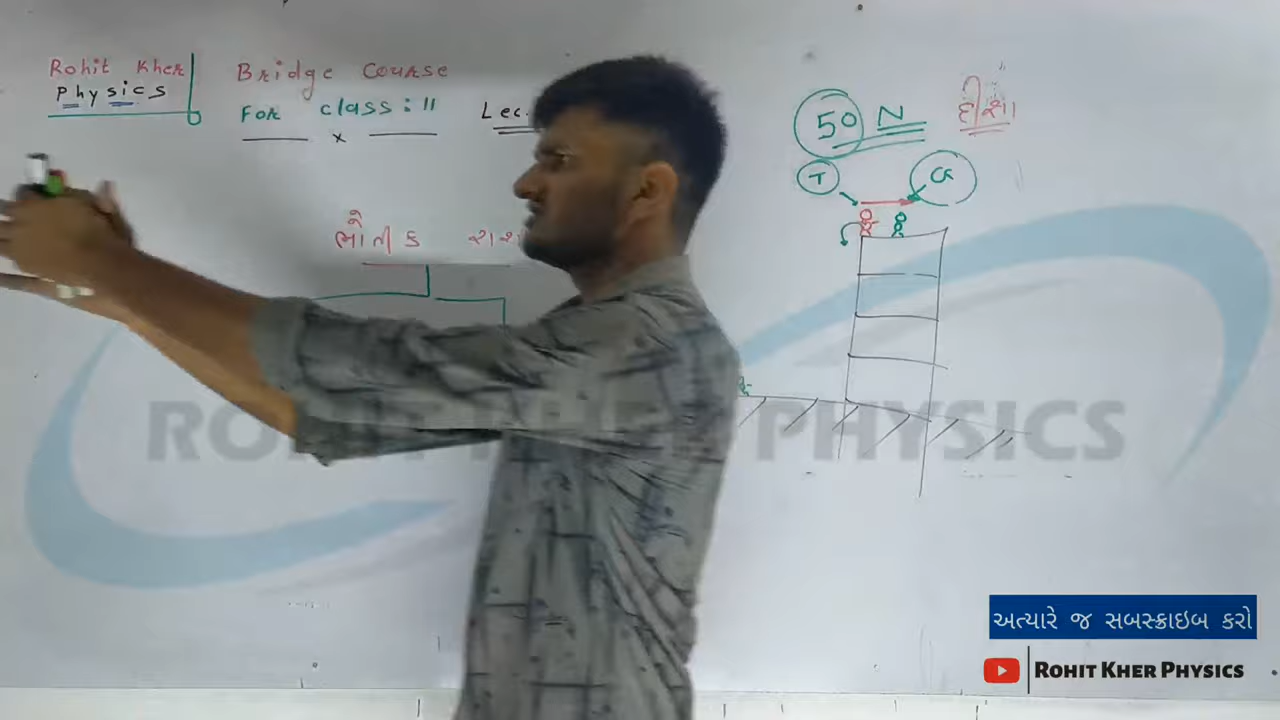 Rohit Kher
Physics
Bridge Course
For class: 11
x
Lec.
50 N
દીશા
T
G
ભૌતીક
ROHIT KHER PHYSICS
અત્યારે જ સબસ્ક્રાઇબ કરો
ROHIT KHER PHYSICS